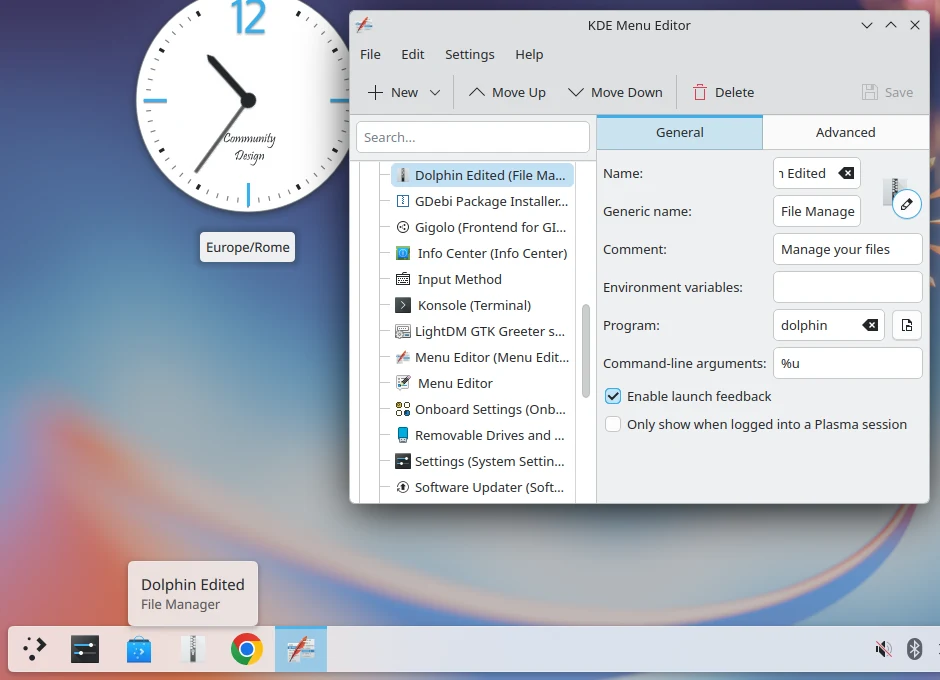 12
Community
Design
Europe/Rome
KDE Menu Editor
File Edit Settings Help
New Move Up Move Down Delete Save
Search...
General Advanced
Dolphin Edited (File Ma...
GDebi Package Installer...
Gigolo (Frontend for GI...
Info Center (Info Center)
Input Method
Konsole (Terminal)
LightDM GTK Greeter s...
Menu Editor (Menu Edit...
Menu Editor
Onboard Settings (Onb...
Removable Drives and ...
Settings (System Settin...
Software Updater (Soft...
Name: n Edited
Generic name: File Manage
Comment: Manage your files
Environment variables:
Program: dolphin
Command-line arguments: %u
Enable launch feedback
Only show when logged into a Plasma session
Dolphin Edited
File Manager